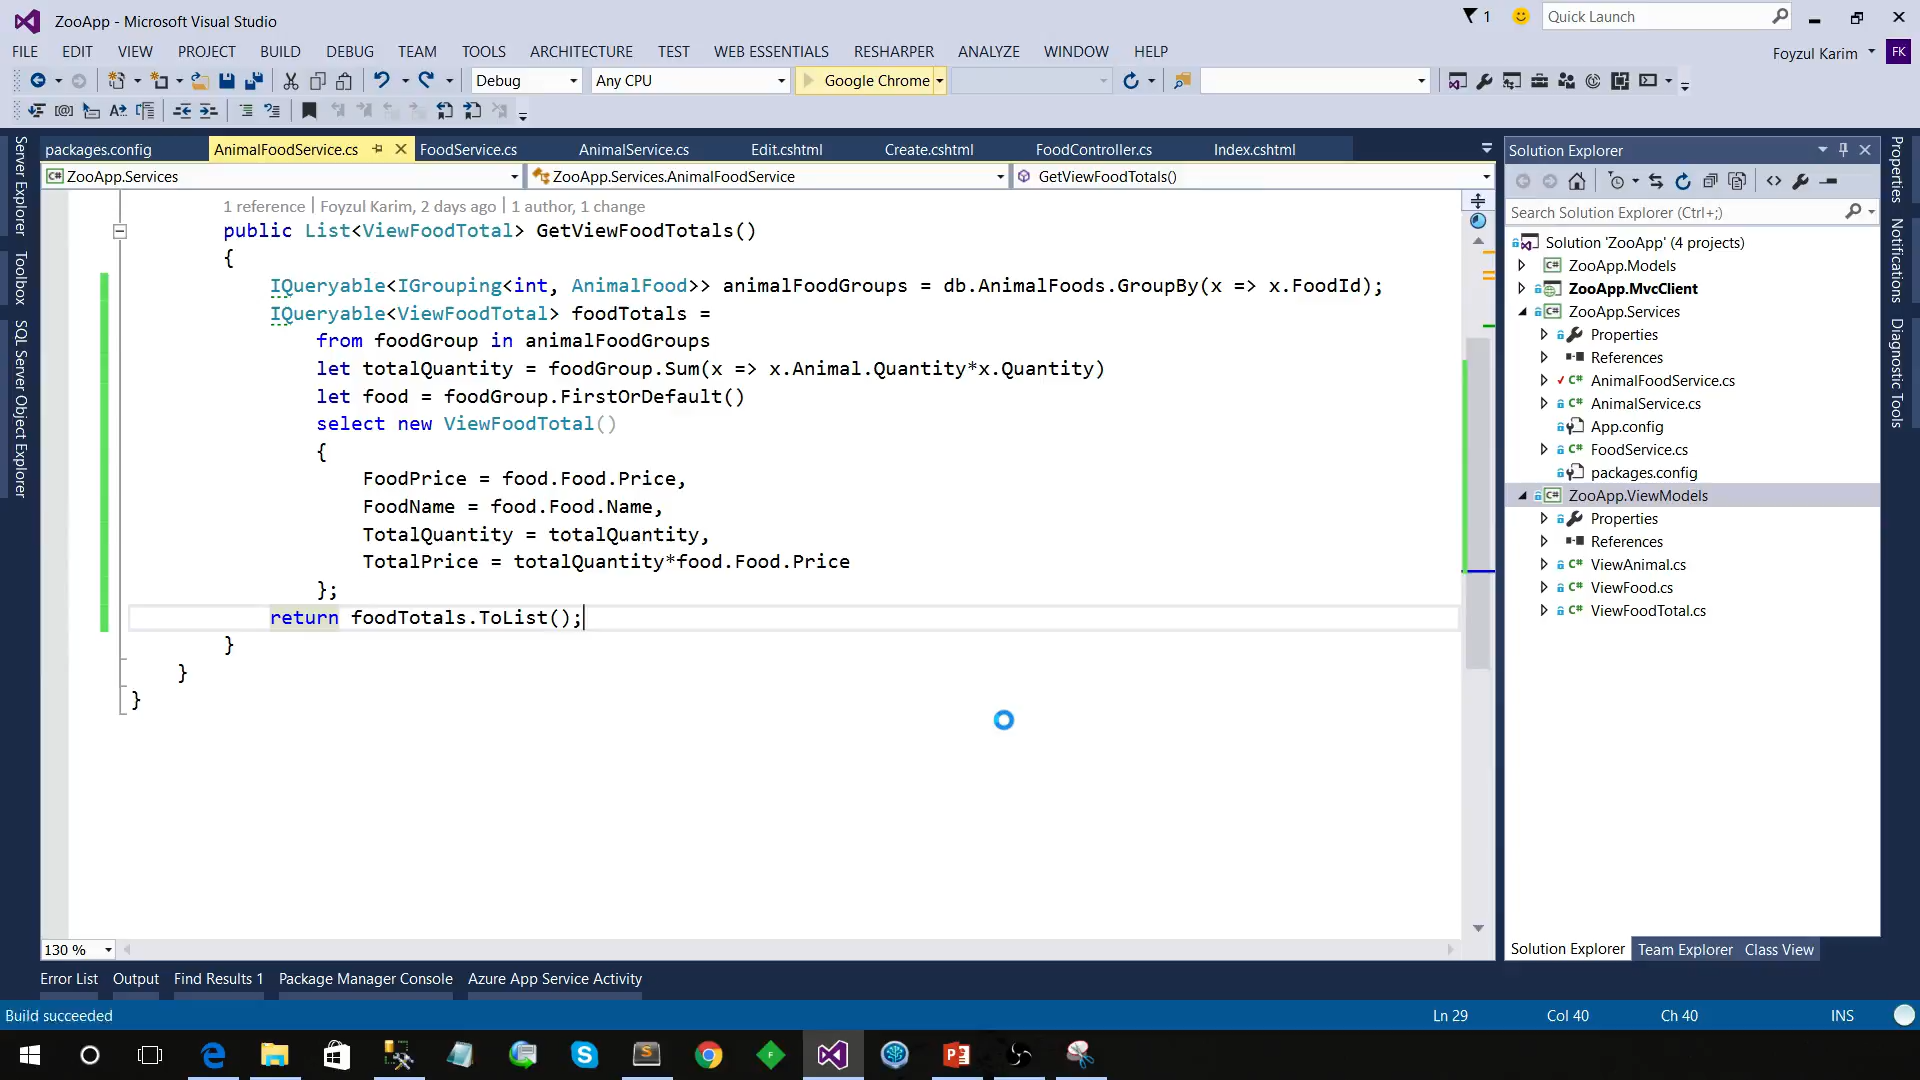 ZooApp - Microsoft Visual Studio
1
Quick Launch
FILE EDIT VIEW PROJECT BUILD DEBUG TEAM TOOLS ARCHITECTURE TEST WEB ESSENTIALS RESHARPER ANALYZE WINDOW HELP
Foyzul Karim FK
Debug Any CPU Google Chrome
packages.config AnimalFoodService.cs FoodService.cs AnimalService.cs Edit.cshtml Create.cshtml FoodController.cs Index.cshtml
ZooApp.Services ZooApp.Services.AnimalFoodService GetViewFoodTotals()
1 reference | Foyzul Karim, 2 days ago | 1 author, 1 change
public List<ViewFoodTotal> GetViewFoodTotals()
{
IQueryable<IGrouping<int, AnimalFood>> animalFoodGroups = db.AnimalFoods.GroupBy(x => x.FoodId);
IQueryable<ViewFoodTotal> foodTotals =
from foodGroup in animalFoodGroups
let totalQuantity = foodGroup.Sum(x => x.Animal.Quantity*x.Quantity)
let food = foodGroup.FirstOrDefault()
select new ViewFoodTotal()
{
FoodPrice = food.Food.Price,
FoodName = food.Food.Name,
TotalQuantity = totalQuantity,
TotalPrice = totalQuantity*food.Food.Price
};
return foodTotals.ToList();
}
}
}
130 %
Server Explorer
Toolbox
SQL Server Object Explorer
Solution Explorer
Search Solution Explorer (Ctrl+;)
Solution 'ZooApp' (4 projects)
ZooApp.Models
ZooApp.MvcClient
ZooApp.Services
Properties
References
AnimalFoodService.cs
AnimalService.cs
App.config
FoodService.cs
packages.config
ZooApp.ViewModels
Properties
References
ViewAnimal.cs
ViewFood.cs
ViewFoodTotal.cs
Solution Explorer Team Explorer Class View
Properties
Notifications
Diagnostic Tools
Error List Output Find Results 1 Package Manager Console Azure App Service Activity
Build succeeded Ln 29 Col 40 Ch 40 INS